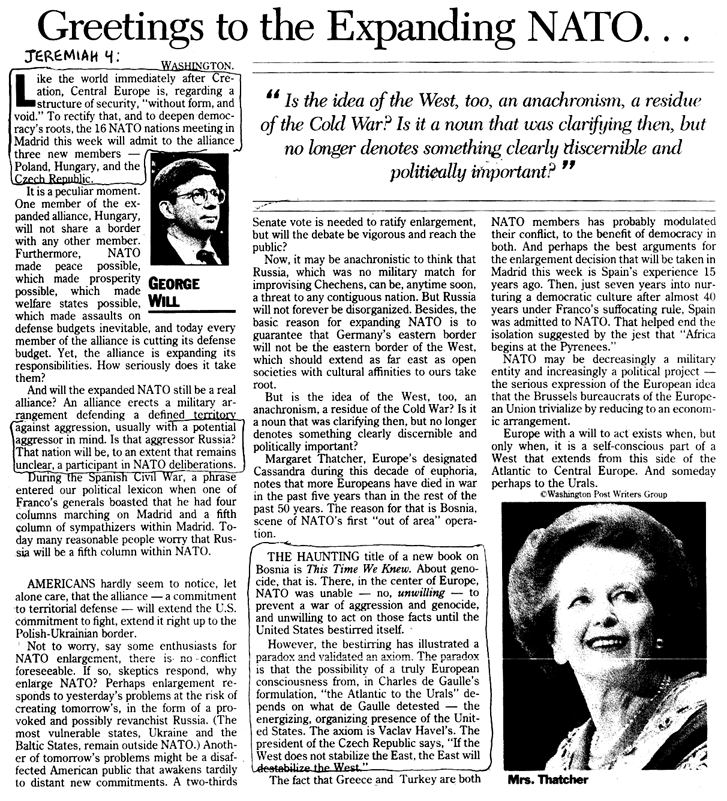 Greetings to the Expanding NATO. . .
JEREMIAH 4:
WASHINGTON.
Like the world immediately after Cre-
ation, Central Europe is, regarding a
structure of security, "without form, and
void." To rectify that, and to deepen democ-
racy's roots, the 16 NATO nations meeting in
Madrid this week will admit to the alliance
three new members —
Poland, Hungary, and the
Czech Republic.
It is a peculiar moment.
One member of the ex-
panded alliance, Hungary,
will not share a border
with any other member.
Furthermore, NATO
made peace possible,
which made prosperity
possible, which made
welfare states possible,
which made assaults on
defense budgets inevitable, and today every
member of the alliance is cutting its defense
budget. Yet, the alliance is expanding its
responsibilities. How seriously does it take
them?
And will the expanded NATO still be a real
alliance? An alliance erects a military ar-
rangement defending a defined territory
against aggression, usually with a potential
aggressor in mind. Is that aggressor Russia?
That nation will be, to an extent that remains
unclear, a participant in NATO deliberations.
During the Spanish Civil War, a phrase
entered our political lexicon when one of
Franco's generals boasted that he had four
columns marching on Madrid and a fifth
column of sympathizers within Madrid. To-
day many reasonable people worry that Rus-
sia will be a fifth column within NATO.
AMERICANS hardly seem to notice, let
alone care, that the alliance — a commitment
to territorial defense — will extend the U.S.
commitment to fight, extend it right up to the
Polish-Ukrainian border.
Not to worry, say some enthusiasts for
NATO enlargement, there is no conflict
foreseeable. If so, skeptics respond, why
enlarge NATO? Perhaps enlargement re-
sponds to yesterday's problems at the risk of
creating tomorrow's, in the form of a pro-
voked and possibly revanchist Russia. (The
most vulnerable states, Ukraine and the
Baltic States, remain outside NATO.) Anoth-
er of tomorrow's problems might be a disaf-
fected American public that awakens tardily
to distant new commitments. A two-thirds
GEORGE
WILL
" Is the idea of the West, too, an anachronism, a residue
of the Cold War? Is it a noun that was clarifying then, but
no longer denotes something clearly discernible and
politically important? "
Senate vote is needed to ratify enlargement,
but will the debate be vigorous and reach the
public?
Now, it may be anachronistic to think that
Russia, which was no military match for
improvising Chechens, can be, anytime soon,
a threat to any contiguous nation. But Russia
will not forever be disorganized. Besides, the
basic reason for expanding NATO is to
guarantee that Germany's eastern border
will not be the eastern border of the West,
which should extend as far east as open
societies with cultural affinities to ours take
root.
But is the idea of the West, too, an
anachronism, a residue of the Cold War? Is it
a noun that was clarifying then, but no longer
denotes something clearly discernible and
politically important?
Margaret Thatcher, Europe's designated
Cassandra during this decade of euphoria,
notes that more Europeans have died in war
in the past five years than in the rest of the
past 50 years. The reason for that is Bosnia,
scene of NATO's first "out of area" opera-
tion.
THE HAUNTING title of a new book on
Bosnia is This Time We Knew. About geno-
cide, that is. There, in the center of Europe,
NATO was unable — no, unwilling — to
prevent a war of aggression and genocide,
and unwilling to act on those facts until the
United States bestirred itself.
However, the bestirring has illustrated a
paradox and validated an axiom. The paradox
is that the possibility of a truly European
consciousness from, in Charles de Gaulle's
formulation, "the Atlantic to the Urals" de-
pends on what de Gaulle detested — the
energizing, organizing presence of the Unit-
ed States. The axiom is Vaclav Havel's. The
president of the Czech Republic says, "If the
West does not stabilize the East, the East will
destabilize the West."
The fact that Greece and Turkey are both
NATO members has probably modulated
their conflict, to the benefit of democracy in
both. And perhaps the best arguments for
the enlargement decision that will be taken in
Madrid this week is Spain's experience 15
years ago. Then, just seven years into nur-
turing a democratic culture after almost 40
years under Franco's suffocating rule, Spain
was admitted to NATO. That helped end the
isolation suggested by the jest that "Africa
begins at the Pyrenees."
NATO may be decreasingly a military
entity and increasingly a political project —
the serious expression of the European idea
that the Brussels bureaucrats of the Europe-
an Union trivialize by reducing to an econom-
ic arrangement.
Europe with a will to act exists when, but
only when, it is a self-conscious part of a
West that extends from this side of the
Atlantic to Central Europe. And someday
perhaps to the Urals.
©Washington Post Writers Group
Mrs. Thatcher